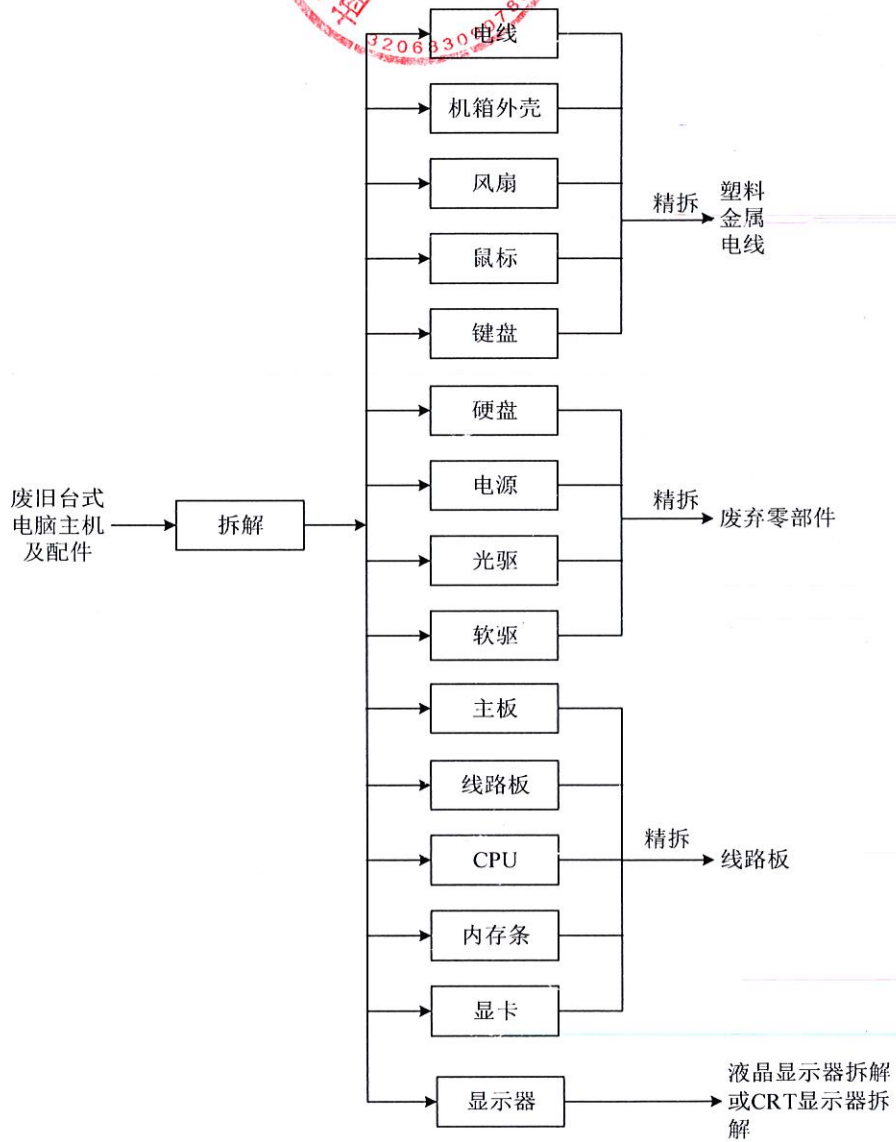 电线
机箱外壳
风扇
鼠标
键盘
精拆
塑料
金属
电线
硬盘
电源
光驱
软驱
精拆
废弃零部件
废旧台式
电脑主机
及配件
拆解
主板
线路板
CPU
内存条
显卡
精拆
线路板
显示器
液晶显示器拆解
或CRT显示器拆
解